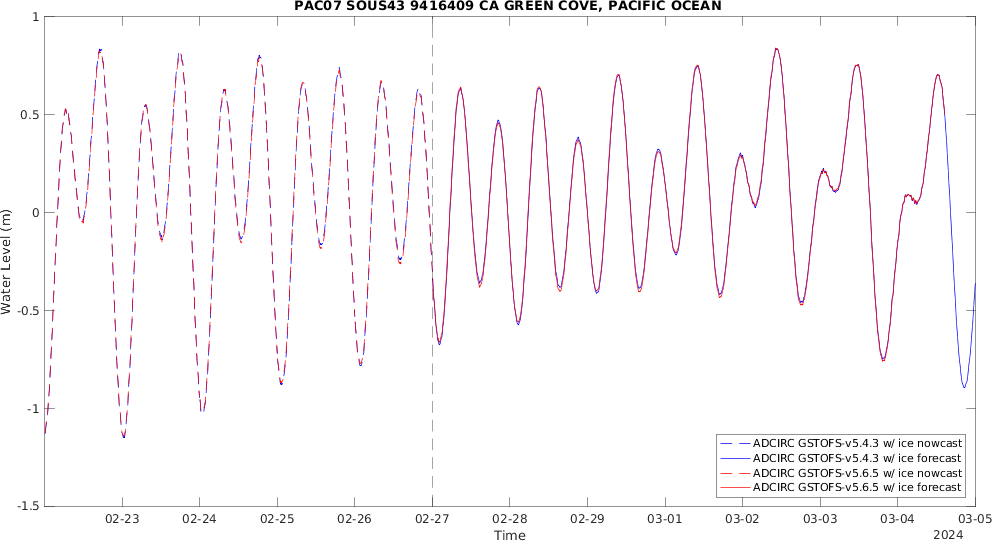 PAC07 SOUS43 9416409 CA GREEN COVE, PACIFIC OCEAN
1
0.5
0
-0.5
-1
-1.5
Water Level (m)
02-23 02-24 02-25 02-26 02-27 02-28 02-29 03-01 03-02 03-03 03-04 03-05
Time
2024
ADCIRC GSTOFS-v5.4.3 w/ ice nowcast
ADCIRC GSTOFS-v5.4.3 w/ ice forecast
ADCIRC GSTOFS-v5.6.5 w/ ice nowcast
ADCIRC GSTOFS-v5.6.5 w/ ice forecast